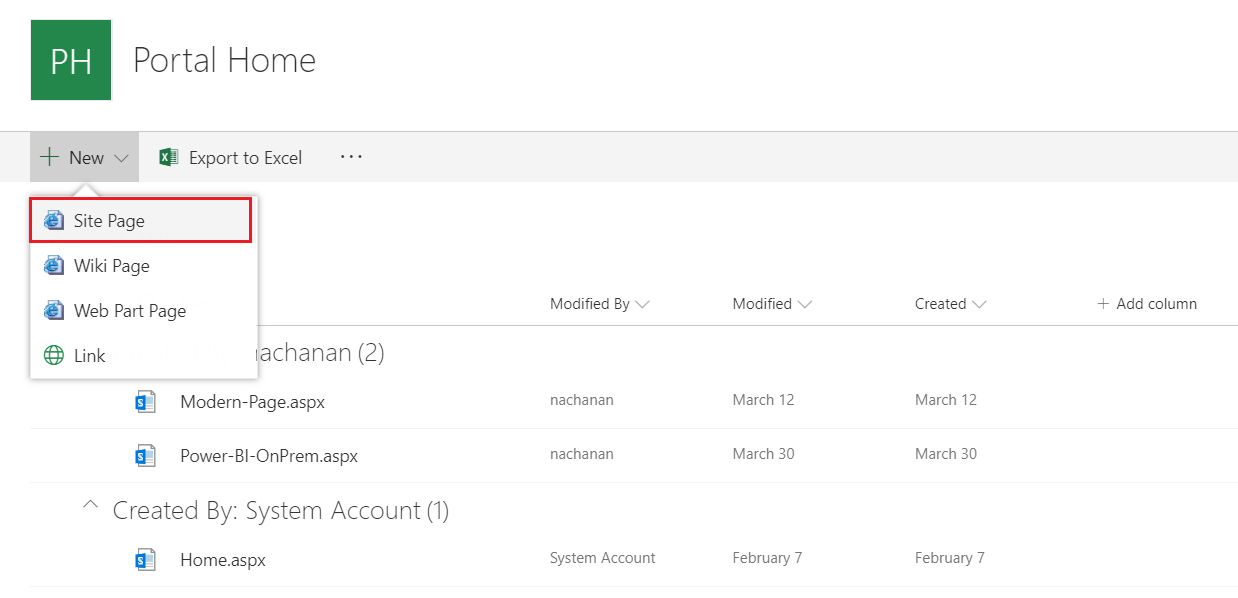 PH Portal Home
New Export to Excel ...
Site Page
Wiki Page
Web Part Page
Link
Modified By Modified Created Add column
nachanan (2)
Modern-Page.aspx nachanan March 12 March 12
Power-BI-OnPrem.aspx nachanan March 30 March 30
Created By: System Account (1)
Home.aspx System Account February 7 February 7